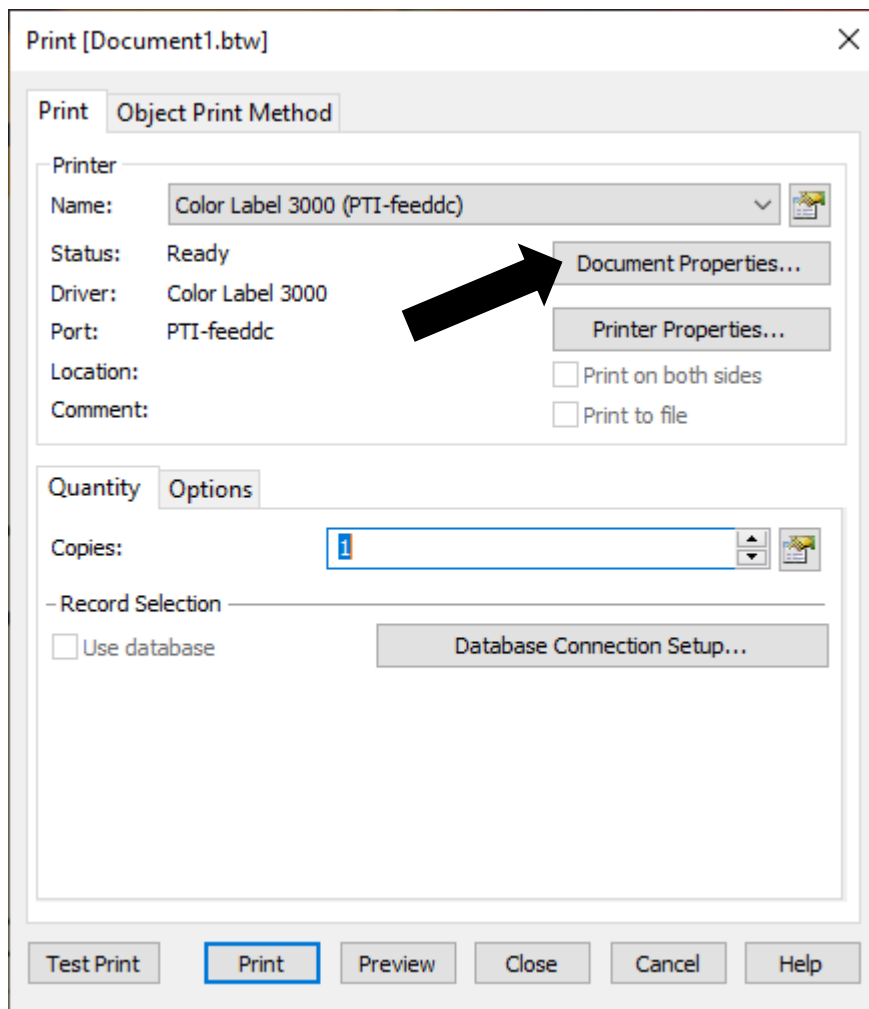 Print [Document1.btw]
Print Object Print Method
Printer
Name: Color Label 3000 (PTI-feeddc)
Status: Ready Document Properties...
Driver: Color Label 3000
Port: PTI-feeddc Printer Properties...
Location: Print on both sides
Comment: Print to file
Quantity Options
Copies: 1
Record Selection
Use database Database Connection Setup...
Test Print Print Preview Close Cancel Help